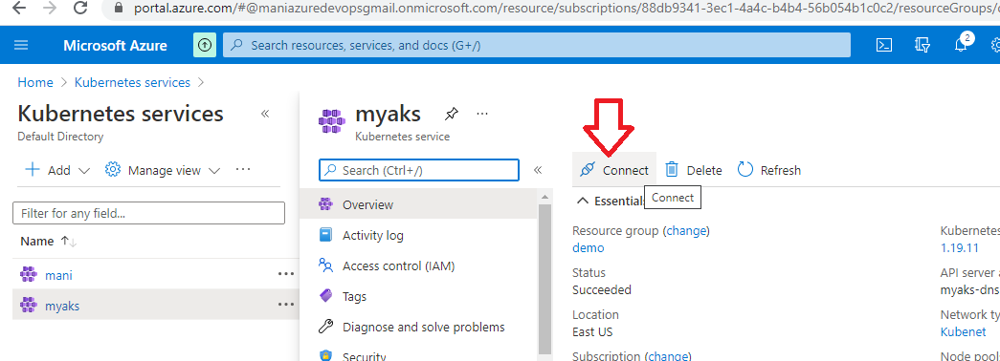 portal.azure.com/#@maniazuredevopsgmail.onmicrosoft.com/resource/subscriptions/88db9341-3ec1-4a4c-b4b4-56b054b1c0c2/resourceGroups/
Microsoft Azure
Search resources, services, and docs (G+/)
2
Home > Kubernetes services >
Kubernetes services
Default Directory
Add
Manage view
Filter for any field...
Name
mani
myaks
myaks
Kubernetes service
Search (Ctrl+/)
Overview
Activity log
Access control (IAM)
Tags
Diagnose and solve problems
Security
Connect
Delete
Refresh
Connect
Essentials
Resource group (change)
demo
Status
Succeeded
Location
East US
Subscription (change)
Kubernetes
1.19.11
API server a
myaks-dns
Network ty
Kubenet
Node pools